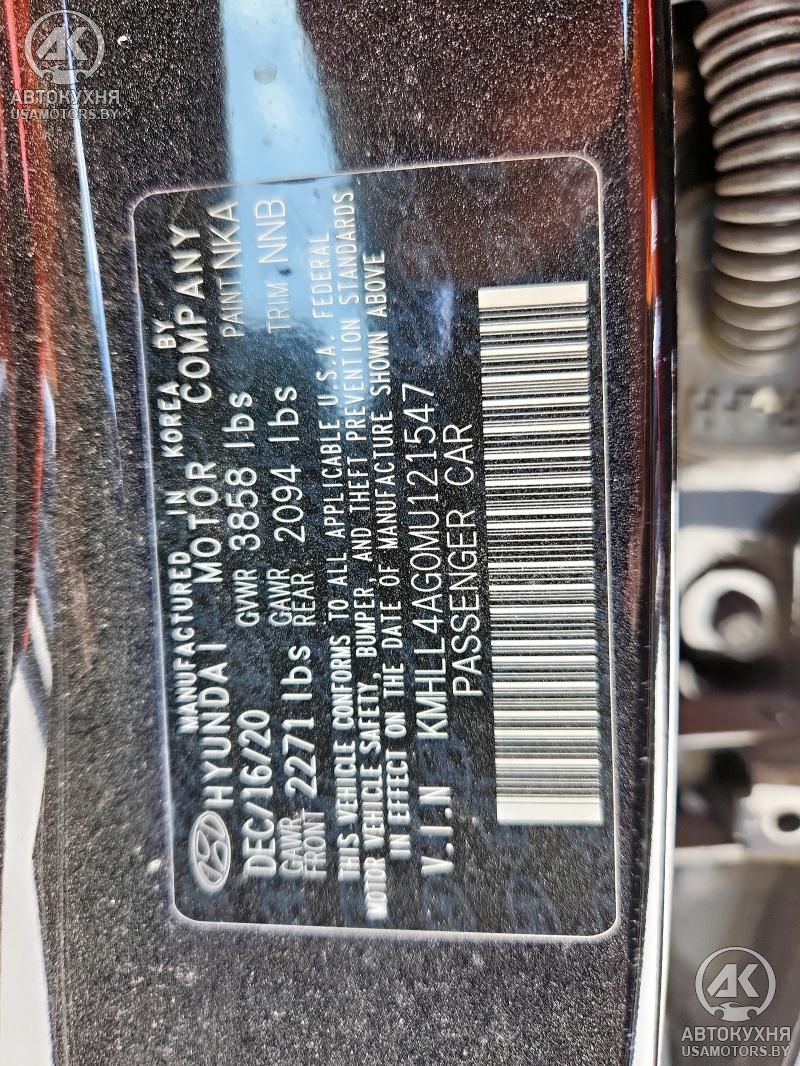 АВТОКУХНЯ
USAMOTORS.BY
MANUFACTURED IN KOREA BY
HYUNDAI MOTOR COMPANY
DEC/16/20 GVWR 3858 lbs PAINT NKA
GAWR FRONT 2271 lbs GAWR REAR 2094 lbs TRIM NNB
THIS VEHICLE CONFORMS TO ALL APPLICABLE U.S.A. FEDERAL
MOTOR VEHICLE SAFETY, BUMPER, AND THEFT PREVENTION STANDARDS
IN EFFECT ON THE DATE OF MANUFACTURE SHOWN ABOVE
V.I.N KMHLL4AG0MU121547
PASSENGER CAR
АВТОКУХНЯ
USAMOTORS.BY